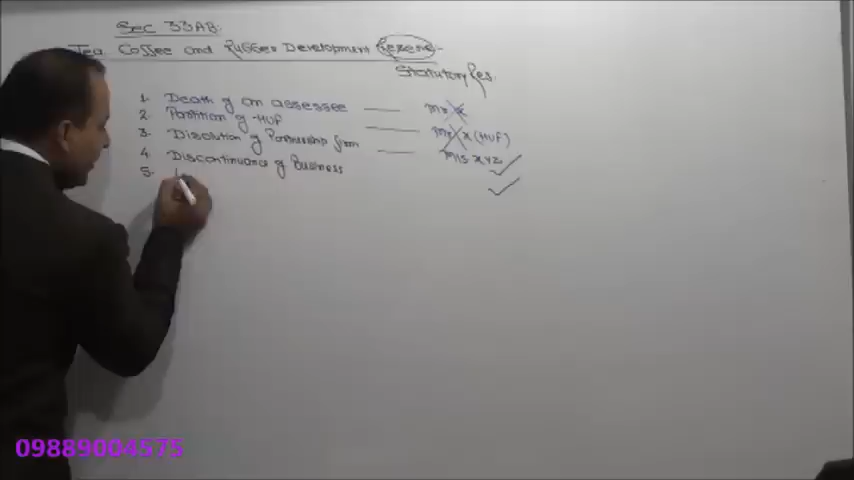 Sec 33AB:
Tea Coffee and Rubber Development Reserve:-
Statutory Res.
1. Death of an assessee —— Mr X
2. Partition of HUF —— Mr X (HUF)
3. Dissolution of Partnership firm —— M/S XYZ
4. Discontinuance of Business
5.
09889004575